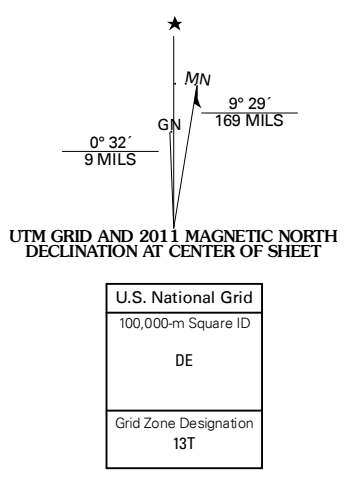 ★
MN
9° 29´
169 MILS
GN
0° 32´
9 MILS
UTM GRID AND 2011 MAGNETIC NORTH
DECLINATION AT CENTER OF SHEET
U.S. National Grid
100,000-m Square ID
DE
Grid Zone Designation
13T